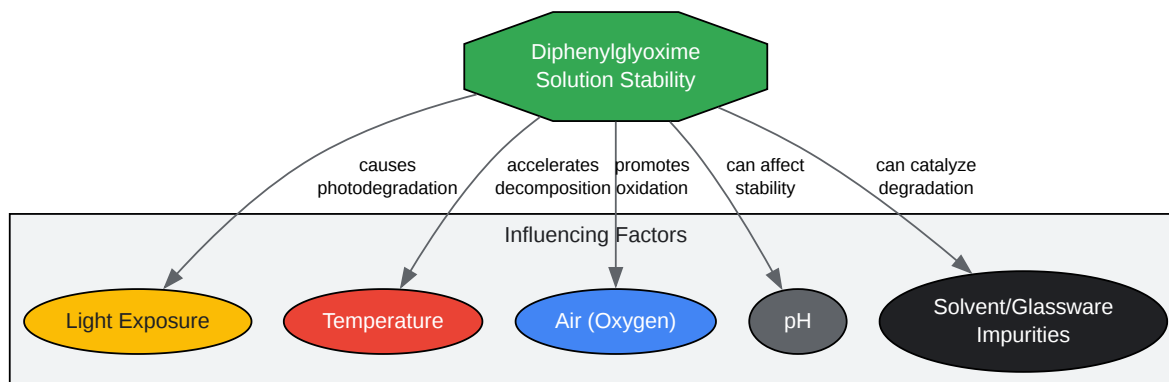 Diphenylglyoxime
Solution Stability
causes
photodegradation
accelerates
decomposition
promotes
oxidation
can affect
stability
can catalyze
degradation
Influencing Factors
Light Exposure
Temperature
Air (Oxygen)
pH
Solvent/Glassware
Impurities